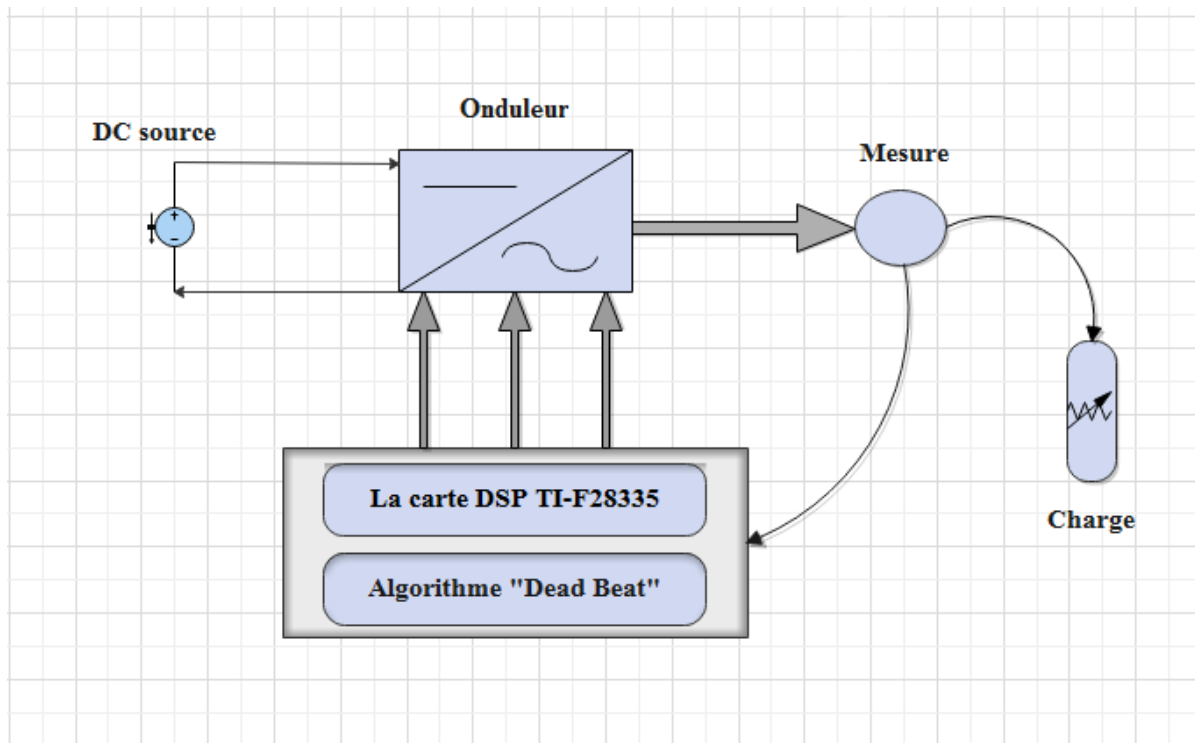 Onduleur
DC source
Mesure
La carte DSP TI-F28335
Algorithme "Dead Beat"
Charge